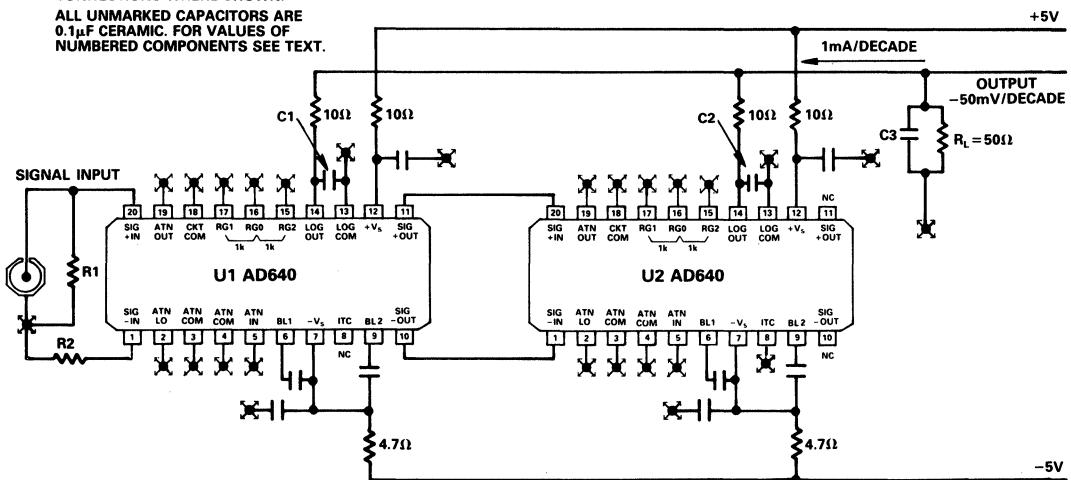 ALL UNMARKED CAPACITORS ARE
0.1µF CERAMIC. FOR VALUES OF
NUMBERED COMPONENTS SEE TEXT.
+5V
1mA/DECADE
OUTPUT
−50mV/DECADE
10Ω
10Ω
10Ω
10Ω
C1
C2
C3
RL = 50Ω
SIGNAL INPUT
NC
20 19 18 17 16 15 14 13 12 11
SIG +IN
ATN OUT
CKT COM
RG1
RG0
RG2
LOG OUT
LOG COM
+VS
SIG +OUT
1k 1k
R1
U1 AD640
SIG −IN
ATN LO
ATN COM
ATN COM
ATN IN
BL1
−VS
ITC
BL2
SIG −OUT
1 2 3 4 5 6 7 8 9 10
NC
R2
4.7Ω
20 19 18 17 16 15 14 13 12 11
SIG +IN
ATN OUT
CKT COM
RG1
RG0
RG2
LOG OUT
LOG COM
+VS
SIG +OUT
1k 1k
U2 AD640
SIG −IN
ATN LO
ATN COM
ATN COM
ATN IN
BL1
−VS
ITC
BL2
SIG −OUT
1 2 3 4 5 6 7 8 9 10
NC
4.7Ω
−5V